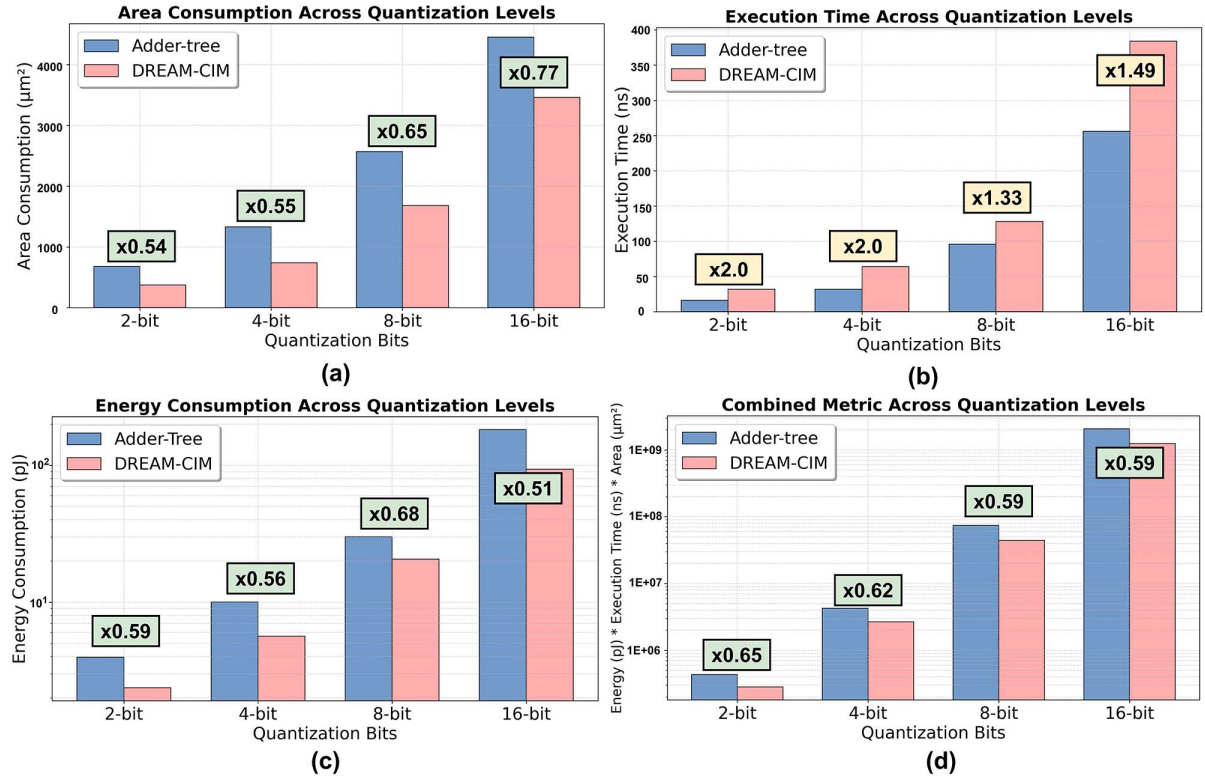 Area Consumption Across Quantization Levels
Adder-tree
DREAM-CIM
Area Consumption (µm²)
4000
3000
2000
1000
0
x0.54
x0.55
x0.65
x0.77
2-bit 4-bit 8-bit 16-bit
Quantization Bits
(a)
Execution Time Across Quantization Levels
Adder-tree
DREAM-CIM
Execution Time (ns)
400
350
300
250
200
150
100
50
0
x2.0
x2.0
x1.33
x1.49
2-bit 4-bit 8-bit 16-bit
Quantization Bits
(b)
Energy Consumption Across Quantization Levels
Adder-Tree
DREAM-CIM
Energy Consumption (pJ)
10²
10¹
x0.59
x0.56
x0.68
x0.51
2-bit 4-bit 8-bit 16-bit
Quantization Bits
(c)
Combined Metric Across Quantization Levels
Adder-tree
DREAM-CIM
Energy (pJ) * Execution Time (ns) * Area (µm²)
1E+09
1E+08
1E+07
1E+06
x0.65
x0.62
x0.59
x0.59
2-bit 4-bit 8-bit 16-bit
Quantization Bits
(d)